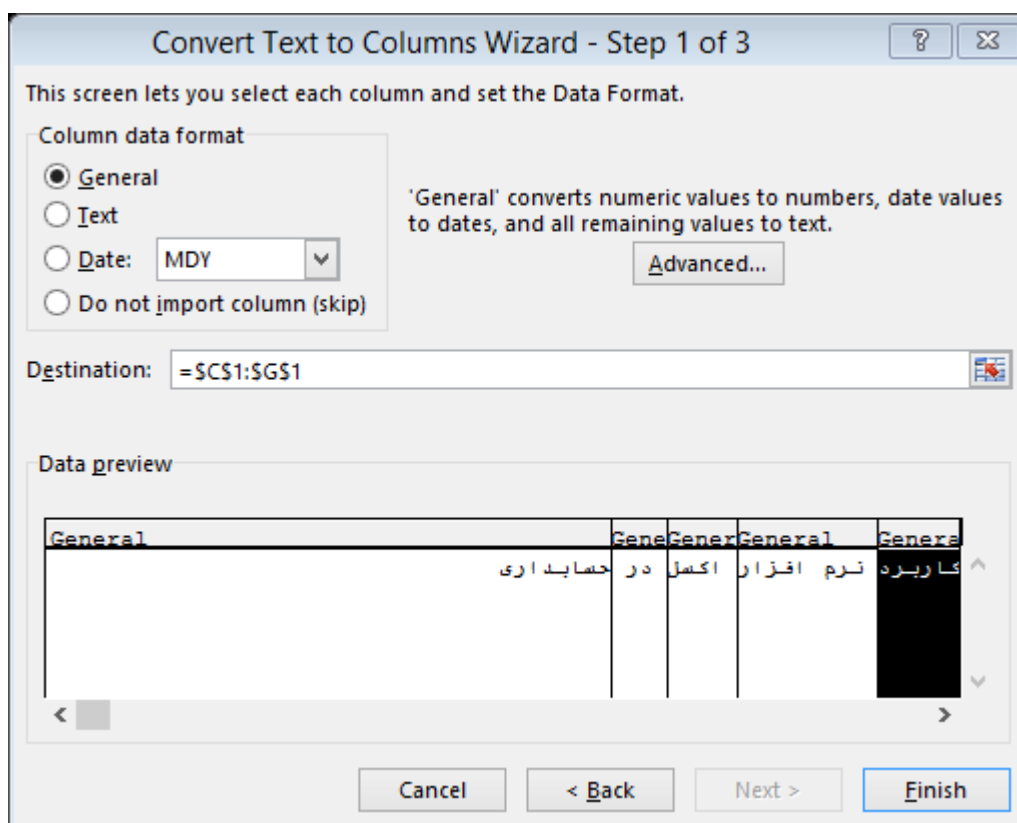 Convert Text to Columns Wizard - Step 1 of 3
This screen lets you select each column and set the Data Format.
Column data format
General
Text
Date: MDY
Do not import column (skip)
'General' converts numeric values to numbers, date values
to dates, and all remaining values to text.
Advanced...
Destination: =$C$1:$G$1
Data preview
General Gene Gener General Genera
کاربرد نرم افزار اکسل در حسابداری
Cancel < Back Next > Finish